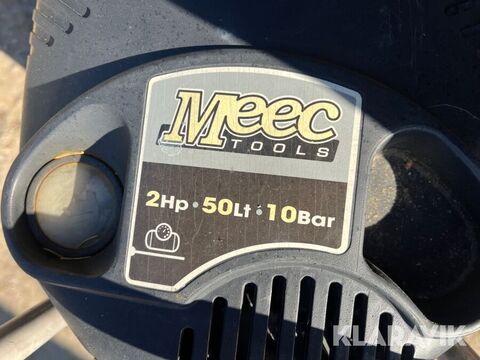 Meec
TOOLS
2Hp • 50Lt • 10Bar
KLARAVIK